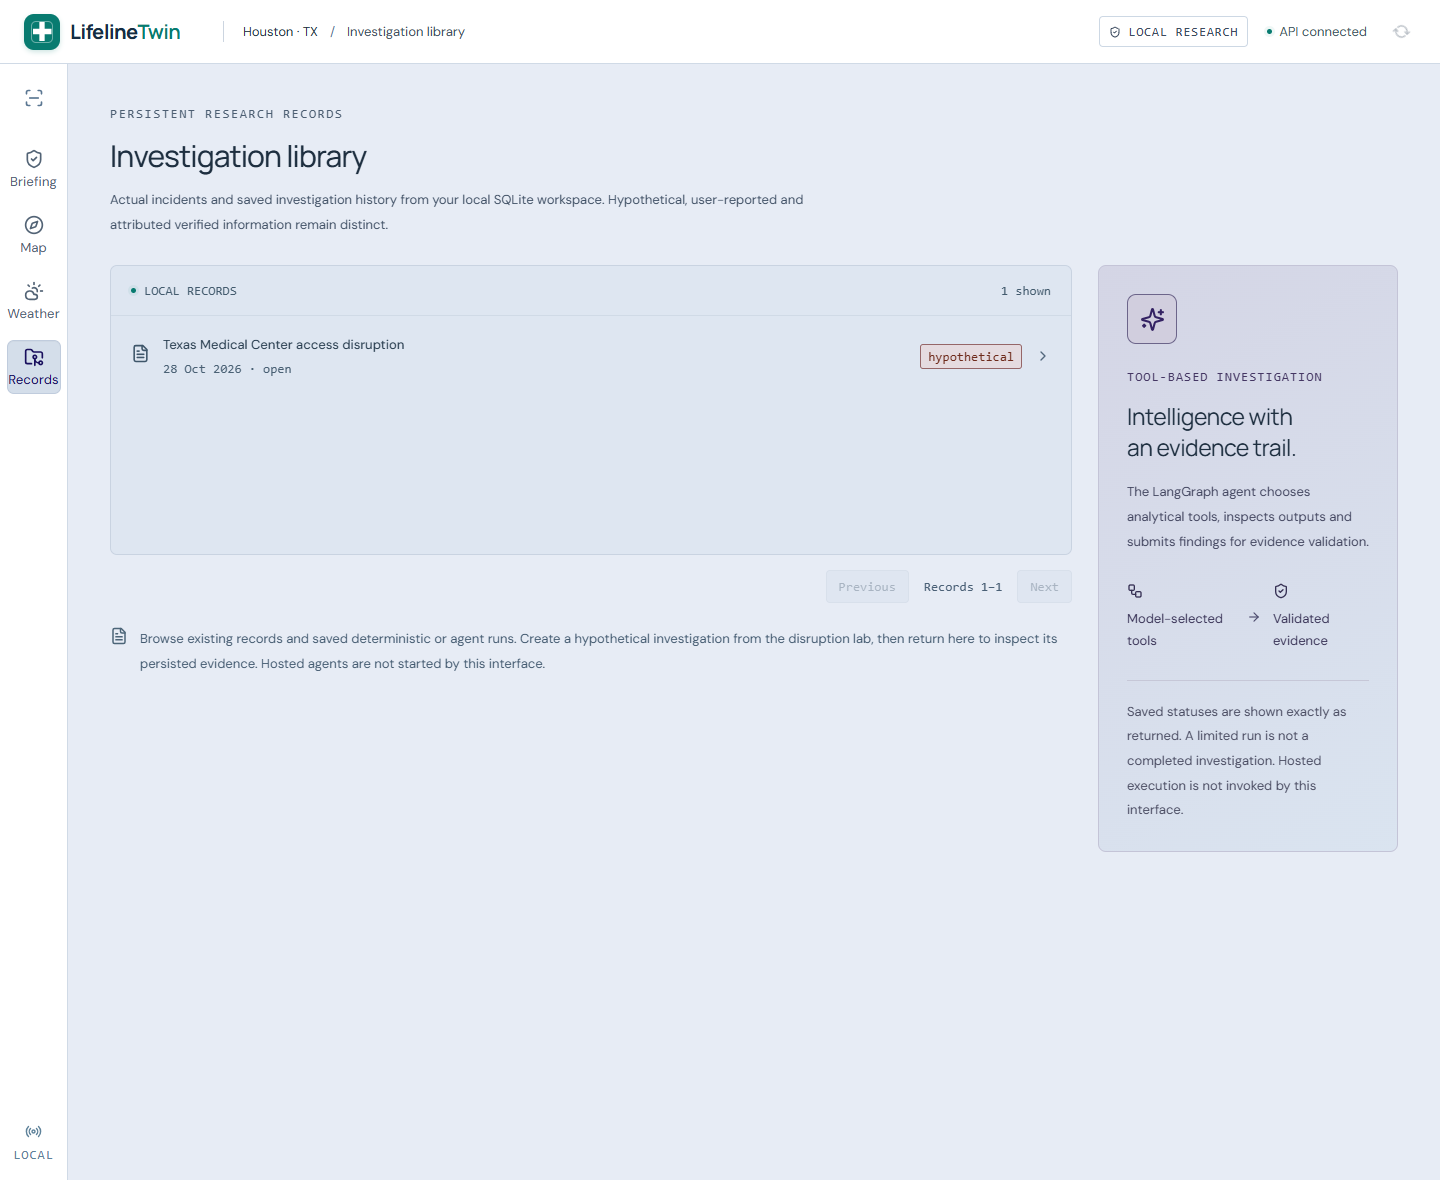 LifelineTwin
Houston · TX / Investigation library
LOCAL RESEARCH
API connected
Briefing
Map
Weather
Records
LOCAL
PERSISTENT RESEARCH RECORDS
Investigation library
Actual incidents and saved investigation history from your local SQLite workspace. Hypothetical, user-reported and
attributed verified information remain distinct.
LOCAL RECORDS
1 shown
Texas Medical Center access disruption
28 Oct 2026 · open
hypothetical
Previous
Records 1–1
Next
Browse existing records and saved deterministic or agent runs. Create a hypothetical investigation from the disruption lab, then return here to inspect its
persisted evidence. Hosted agents are not started by this interface.
TOOL-BASED INVESTIGATION
Intelligence with
an evidence trail.
The LangGraph agent chooses
analytical tools, inspects outputs and
submits findings for evidence validation.
Model-selected
tools
Validated
evidence
Saved statuses are shown exactly as
returned. A limited run is not a
completed investigation. Hosted
execution is not invoked by this
interface.